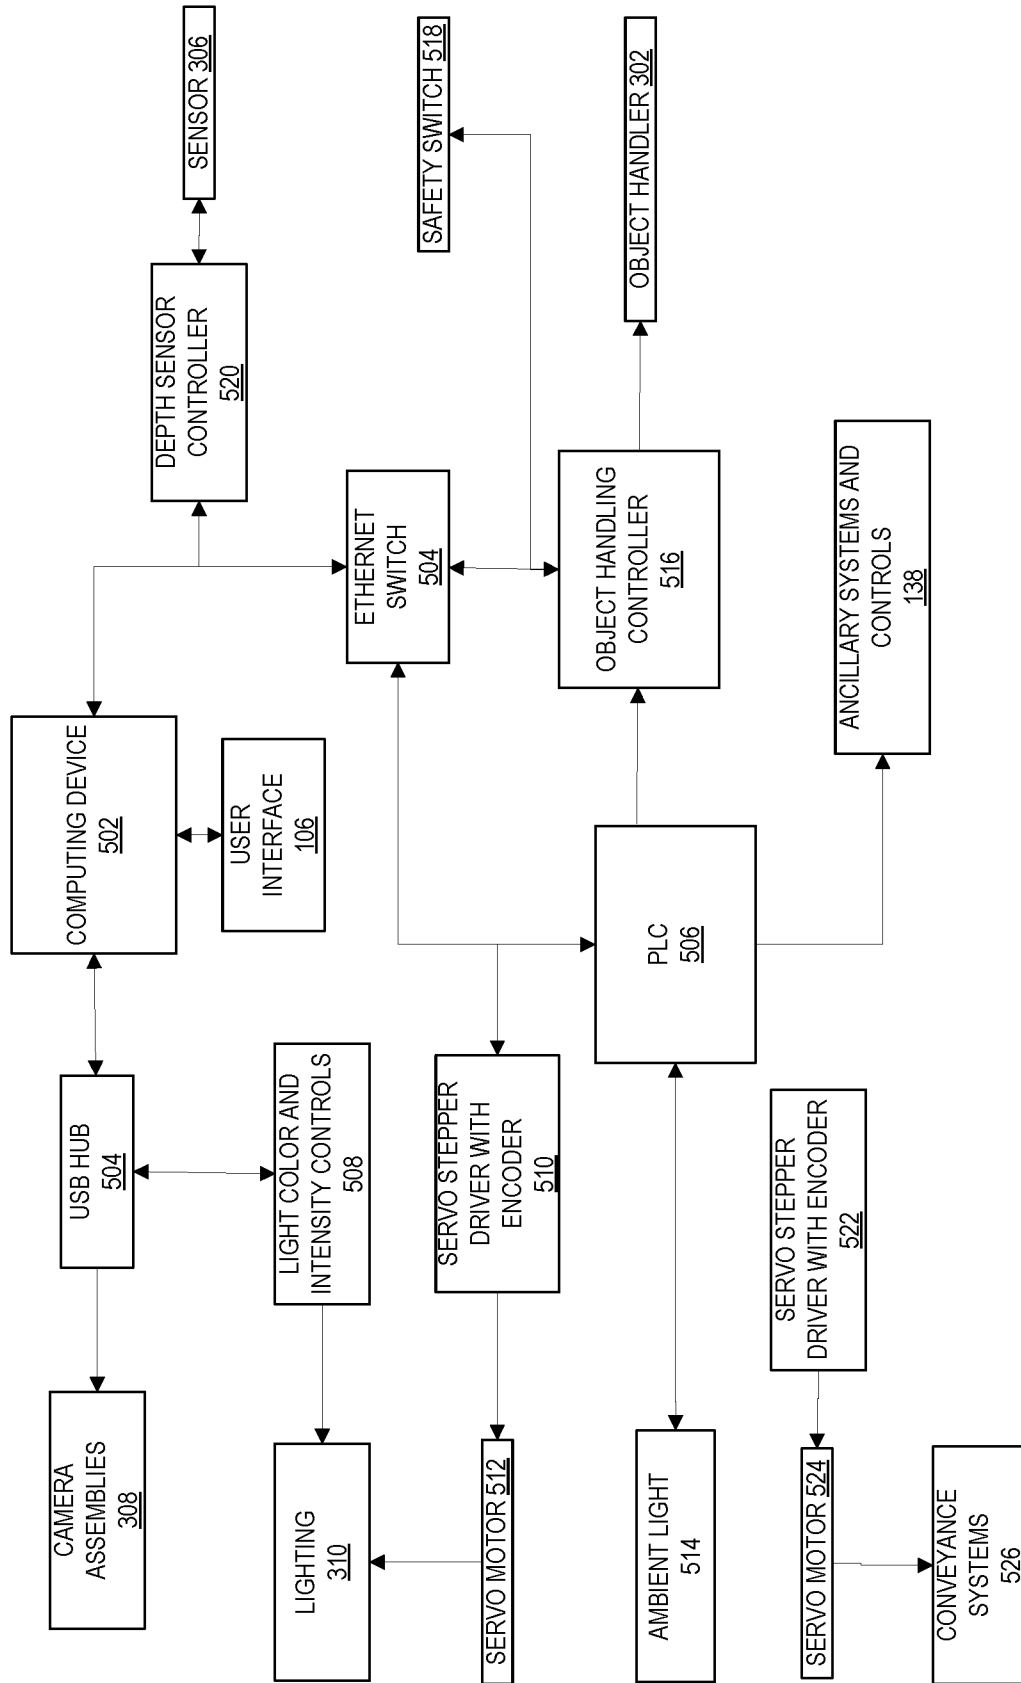 CAMERA
ASSEMBLIES
308
USB HUB
504
COMPUTING DEVICE
502
DEPTH SENSOR
CONTROLLER
520
SENSOR 306
LIGHTING
310
LIGHT COLOR AND
INTENSITY CONTROLS
508
USER
INTERFACE
106
ETHERNET
SWITCH
504
SAFETY SWITCH 518
SERVO MOTOR 512
SERVO STEPPER
DRIVER WITH
ENCODER
510
AMBIENT LIGHT
514
PLC
506
OBJECT HANDLING
CONTROLLER
516
OBJECT HANDLER 302
SERVO MOTOR 524
SERVO STEPPER
DRIVER WITH ENCODER
522
ANCILLARY SYSTEMS AND
CONTROLS
138
CONVEYANCE
SYSTEMS
526